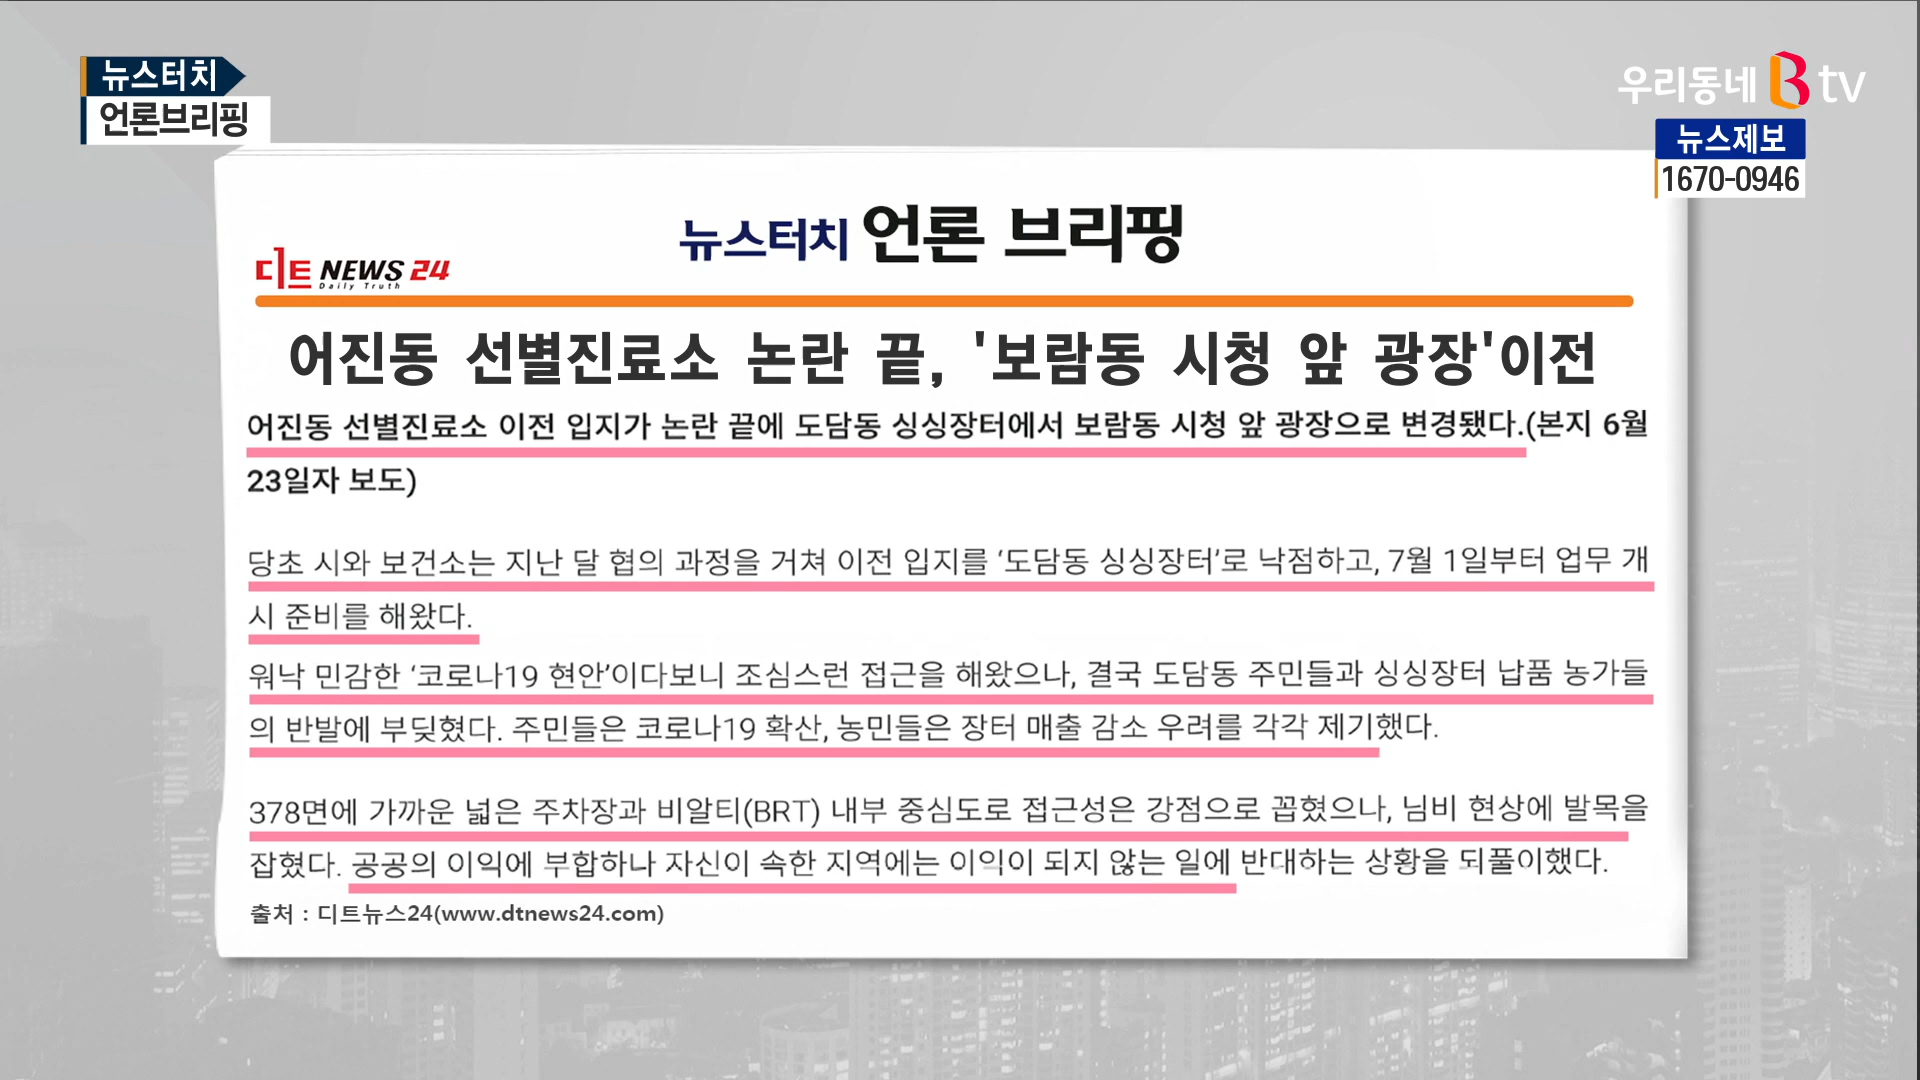 뉴스터치
언론브리핑
우리동네 B tv
뉴스제보
1670-0946
뉴스터치 언론 브리핑
디트 NEWS 24
Daily Truth
어진동 선별진료소 논란 끝, '보람동 시청 앞 광장'이전
어진동 선별진료소 이전 입지가 논란 끝에 도담동 싱싱장터에서 보람동 시청 앞 광장으로 변경됐다.(본지 6월
23일자 보도)
당초 시와 보건소는 지난 달 협의 과정을 거쳐 이전 입지를 ‘도담동 싱싱장터’로 낙점하고, 7월 1일부터 업무 개
시 준비를 해왔다.
워낙 민감한 ‘코로나19 현안’이다보니 조심스런 접근을 해왔으나, 결국 도담동 주민들과 싱싱장터 납품 농가들
의 반발에 부딪혔다. 주민들은 코로나19 확산, 농민들은 장터 매출 감소 우려를 각각 제기했다.
378면에 가까운 넓은 주차장과 비알티(BRT) 내부 중심도로 접근성은 강점으로 꼽혔으나, 님비 현상에 발목을
잡혔다. 공공의 이익에 부합하나 자신이 속한 지역에는 이익이 되지 않는 일에 반대하는 상황을 되풀이했다.
출처 : 디트뉴스24(www.dtnews24.com)